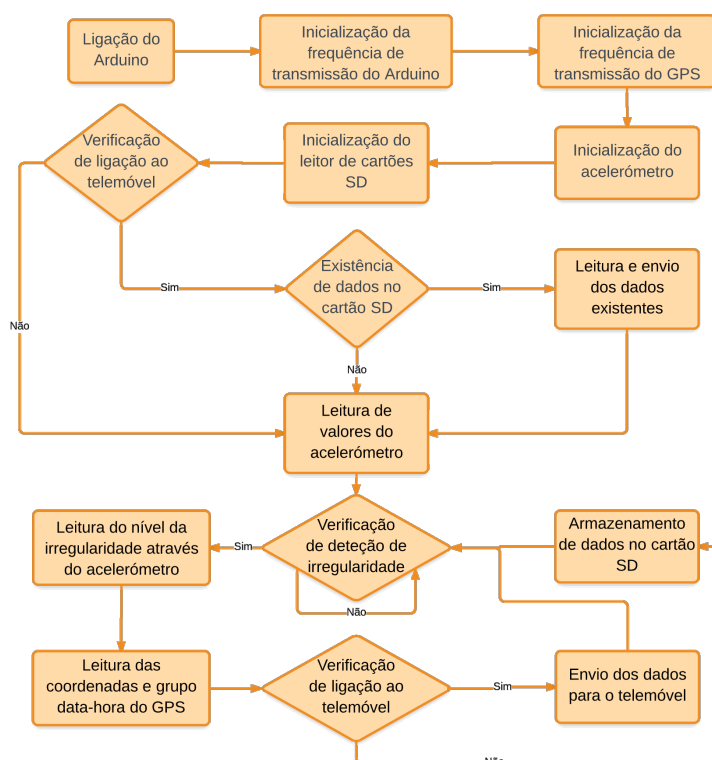 Ligação do
Arduino
Inicialização da
frequência de
transmissão do Arduino
Inicialização da
frequência de
transmissão do GPS
Verificação
de ligação ao
telemóvel
Inicialização do
leitor de cartões
SD
Inicialização do
acelerómetro
Existência
de dados no
cartão SD
Leitura e envio
dos dados
existentes
Sim
Sim
Não
Não
Leitura de
valores do
acelerómetro
Leitura do nível da
irregularidade através
do acelerómetro
Sim
Verificação
de deteção de
irregularidade
Não
Armazenamento
de dados no cartão
SD
Leitura das
coordenadas e grupo
data-hora do GPS
Verificação
de ligação ao
telemóvel
Sim
Envio dos dados
para o telemóvel
Não